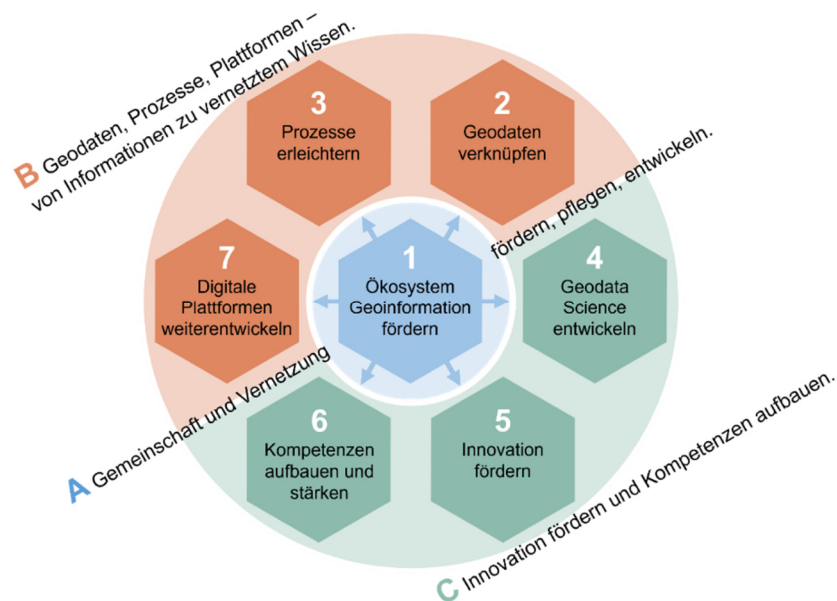 B Geodaten, Prozesse, Plattformen –
von Informationen zu vernetztem Wissen.
3
Prozesse
erleichtern
2
Geodaten
verknüpfen
7
Digitale
Plattformen
weiterentwickeln
1
Ökosystem
Geoinformation
fördern
4
Geodata
Science
entwickeln
A Gemeinschaft und Vernetzung
fördern, pflegen, entwickeln.
6
Kompetenzen
aufbauen und
stärken
5
Innovation
fördern
C Innovation fördern und Kompetenzen aufbauen.